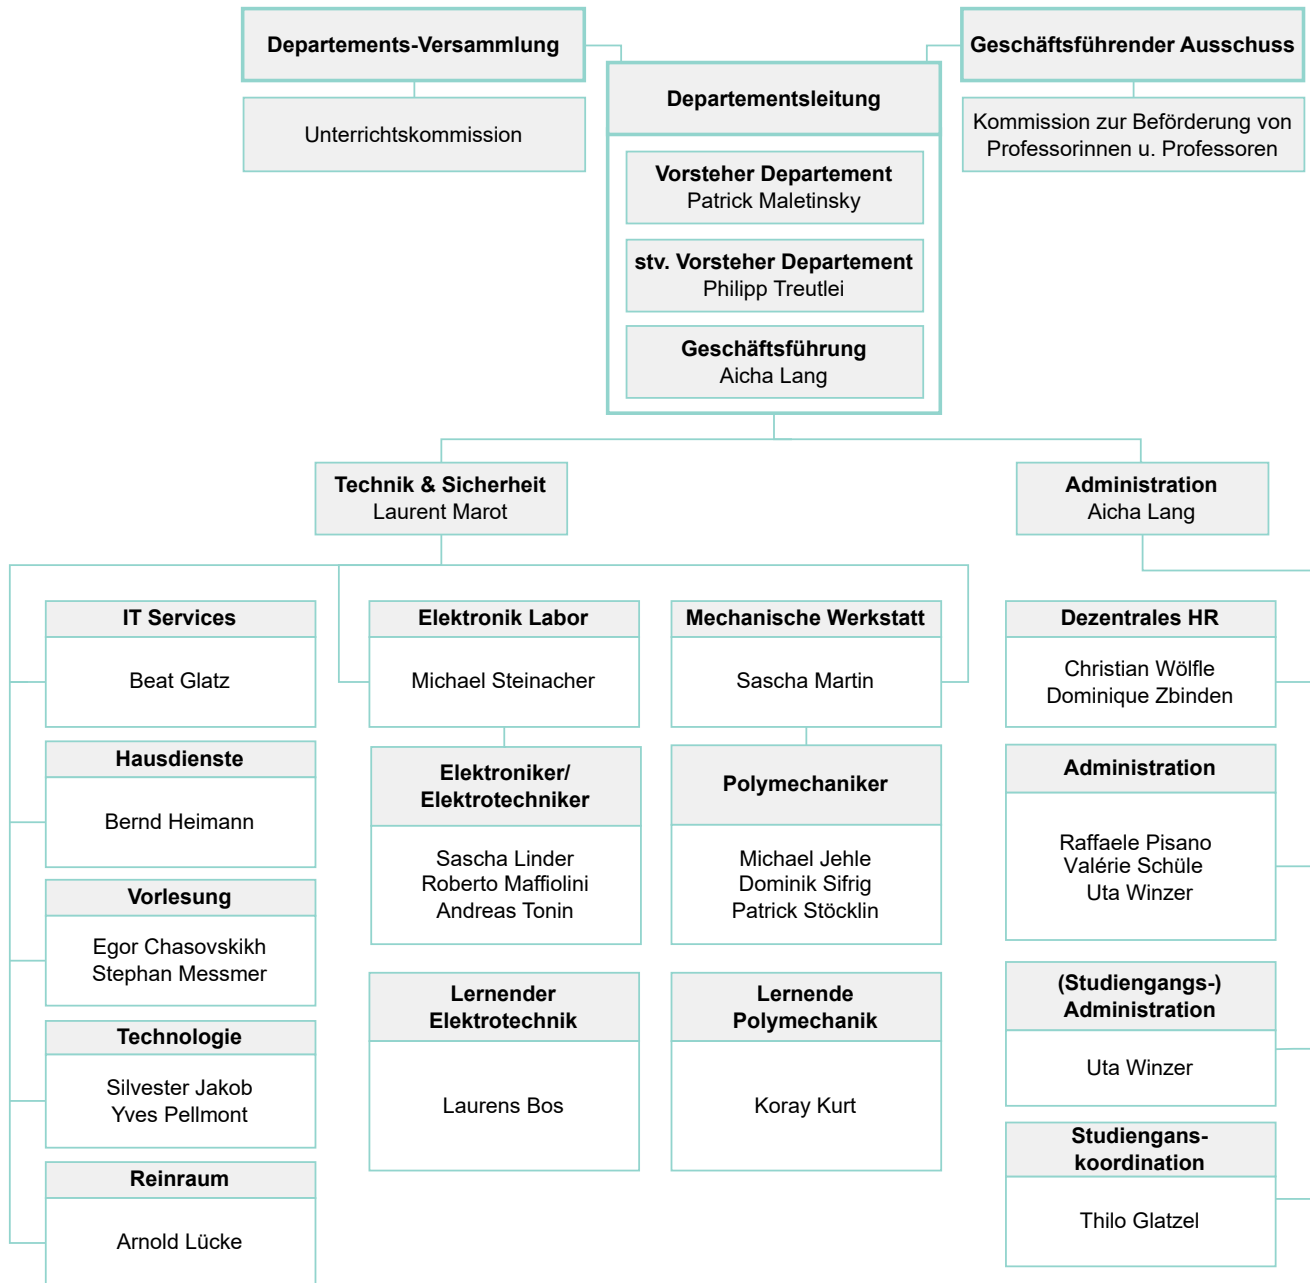 Departements-Versammlung
Unterrichtskommission
Geschäftsführender Ausschuss
Kommission zur Beförderung von
Professorinnen u. Professoren
Departementsleitung
Vorsteher Departement
Patrick Maletinsky
stv. Vorsteher Departement
Philipp Treutlei
Geschäftsführung
Aicha Lang
Technik & Sicherheit
Laurent Marot
Administration
Aicha Lang
IT Services
Beat Glatz
Hausdienste
Bernd Heimann
Vorlesung
Egor Chasovskikh
Stephan Messmer
Technologie
Silvester Jakob
Yves Pellmont
Reinraum
Arnold Lücke
Elektronik Labor
Michael Steinacher
Elektroniker/
Elektrotechniker
Sascha Linder
Roberto Maffiolini
Andreas Tonin
Lernender
Elektrotechnik
Laurens Bos
Mechanische Werkstatt
Sascha Martin
Polymechaniker
Michael Jehle
Dominik Sifrig
Patrick Stöcklin
Lernende
Polymechanik
Koray Kurt
Dezentrales HR
Christian Wölfle
Dominique Zbinden
Administration
Raffaele Pisano
Valérie Schüle
Uta Winzer
(Studiengangs-)
Administration
Uta Winzer
Studiengans-
koordination
Thilo Glatzel